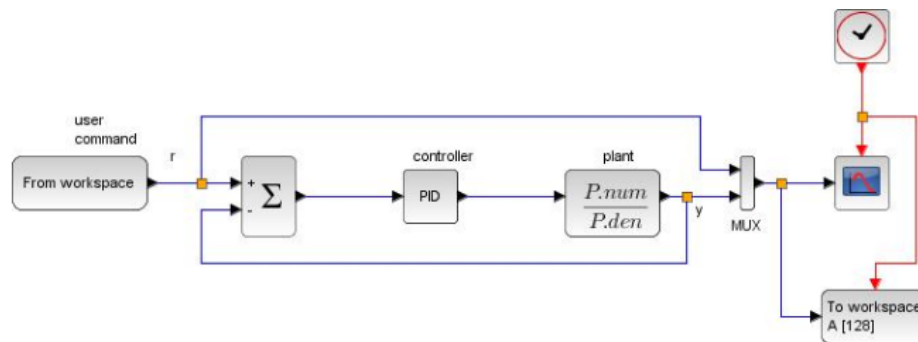 user
command
r
From workspace
+
-
Σ
controller
PID
plant
P.num
P.den
y
MUX
To workspace
A [128]